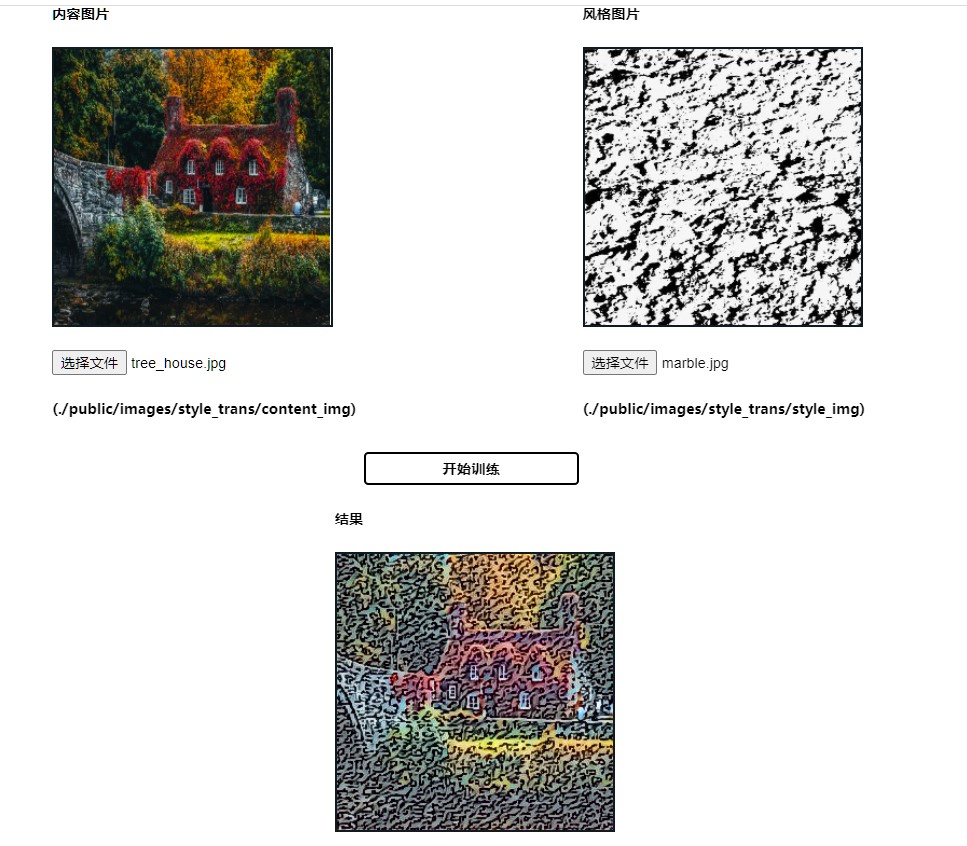 内容图片
风格图片
选择文件 tree_house.jpg
选择文件 marble.jpg
(./public/images/style_trans/content_img)
(./public/images/style_trans/style_img)
开始训练
结果